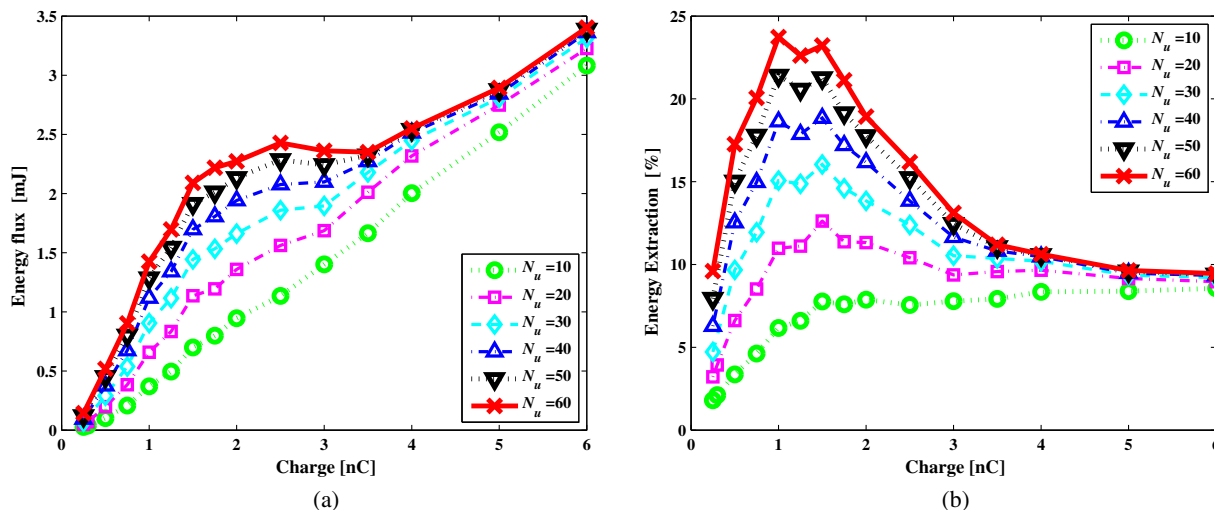 3.5
3
2.5
2
1.5
1
0.5
0
0
1
2
3
4
5
6
Energy flux [mJ]
Charge [nC]
N_u=10
N_u=20
N_u=30
N_u=40
N_u=50
N_u=60
(a)
25
20
15
10
5
0
0
1
2
3
4
5
6
Energy Extraction [%]
Charge [nC]
N_u=10
N_u=20
N_u=30
N_u=40
N_u=50
N_u=60
(b)